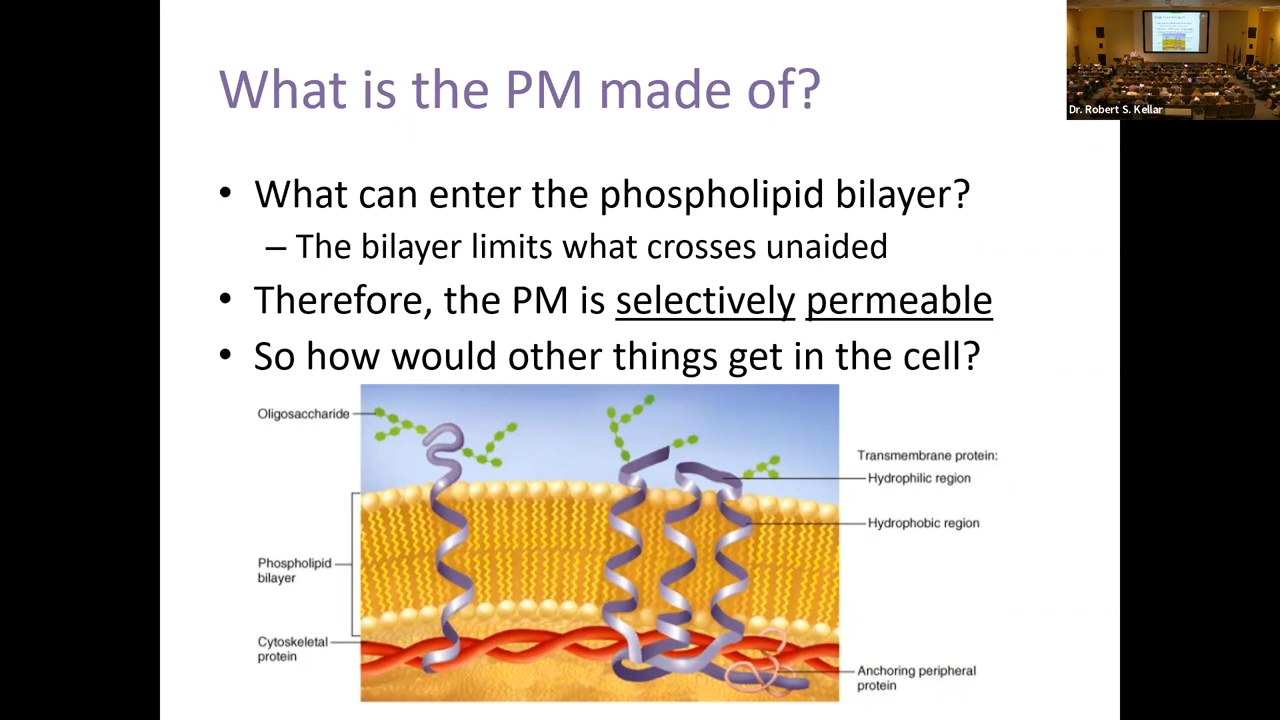 What is the PM made of?
Dr. Robert S. Kellar
• What can enter the phospholipid bilayer?
– The bilayer limits what crosses unaided
• Therefore, the PM is selectively permeable
• So how would other things get in the cell?
Oligosaccharide
Transmembrane protein:
Hydrophilic region
Hydrophobic region
Phospholipid
bilayer
Cytoskeletal
protein
Anchoring peripheral
protein